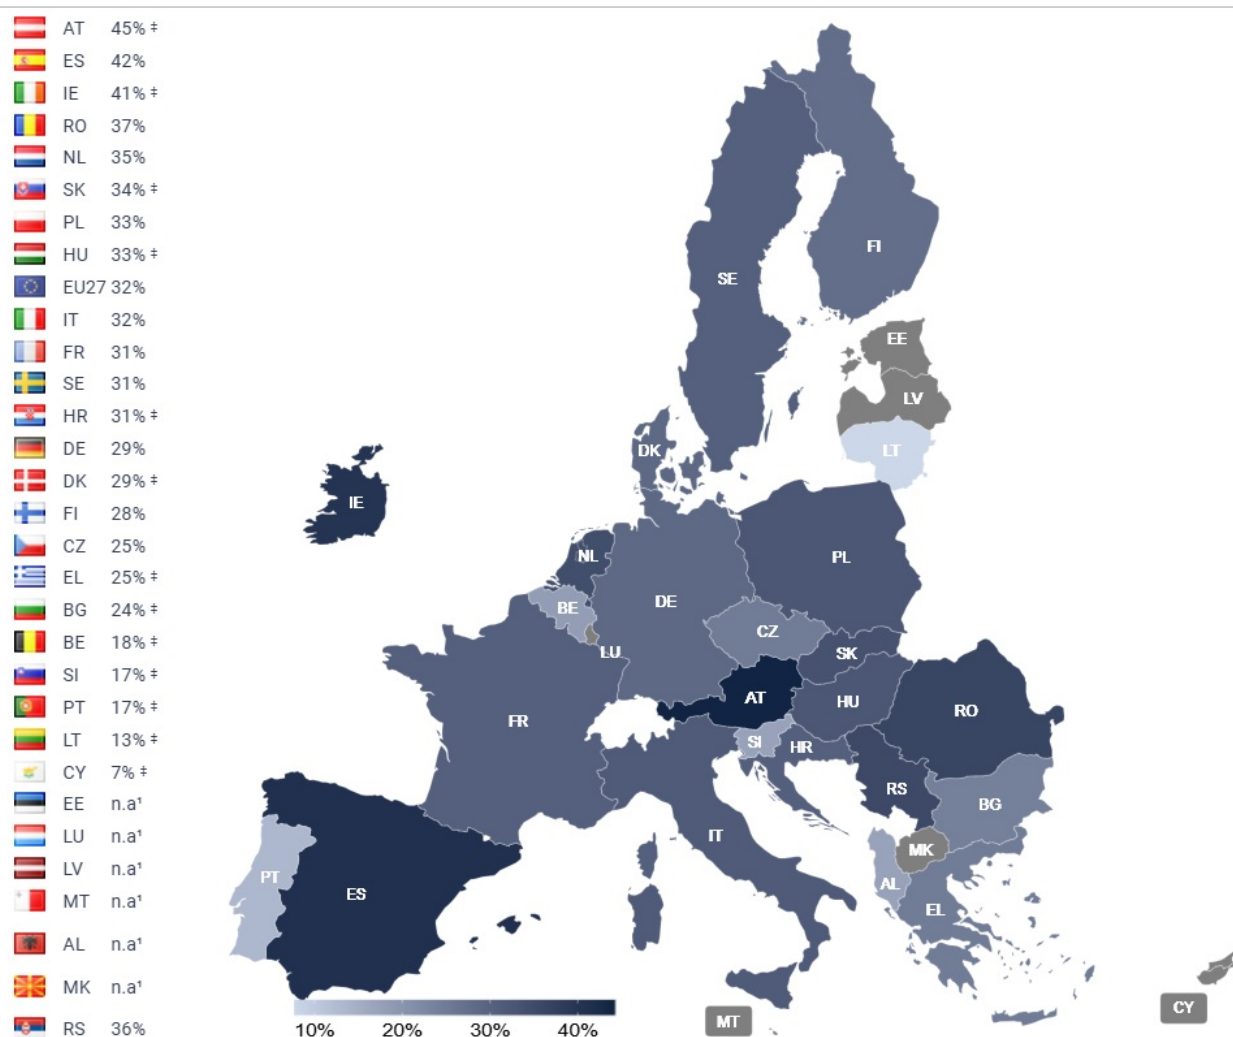 AT 45% ‡
ES 42%
IE 41% ‡
RO 37%
NL 35%
SK 34% ‡
PL 33%
HU 33% ‡
EU27 32%
IT 32%
FR 31%
SE 31%
HR 31% ‡
DE 29%
DK 29% ‡
FI 28%
CZ 25%
EL 25% ‡
BG 24% ‡
BE 18% ‡
SI 17% ‡
PT 17% ‡
LT 13% ‡
CY 7% ‡
EE n.a¹
LU n.a¹
LV n.a¹
MT n.a¹
AL n.a¹
MK n.a¹
RS 36%
FI
SE
EE
LV
DK
LT
IE
NL
PL
DE
BE
CZ
LU
SK
AT
HU
RO
FR
SI
HR
RS
BG
IT
MK
PT
AL
ES
EL
CY
MT
10% 20% 30% 40%